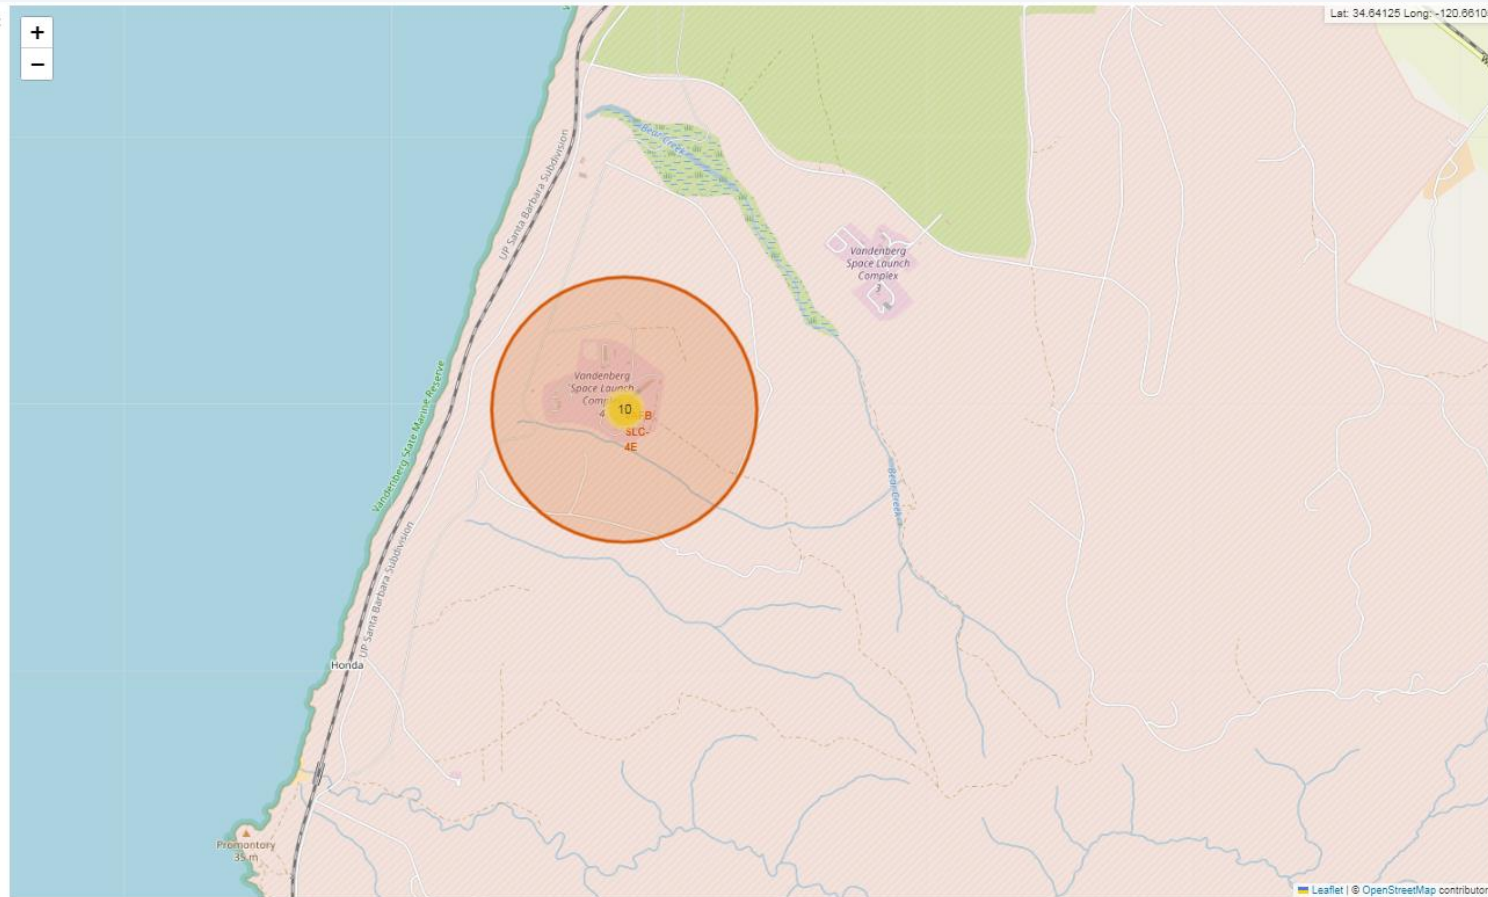 +
−
Lat: 34.64125 Long: -120.6610
UP Santa Barbara Subdivision
Bear Creek
Vandenberg
Space Launch
Complex
3
Vandenberg State Marine Reserve
Vandenberg
Space Launch
4
10
SLC-
4E
Bear Creek
UP Santa Barbara Subdivision
Honda
Promontory
35 m
Leaflet | © OpenStreetMap contributor